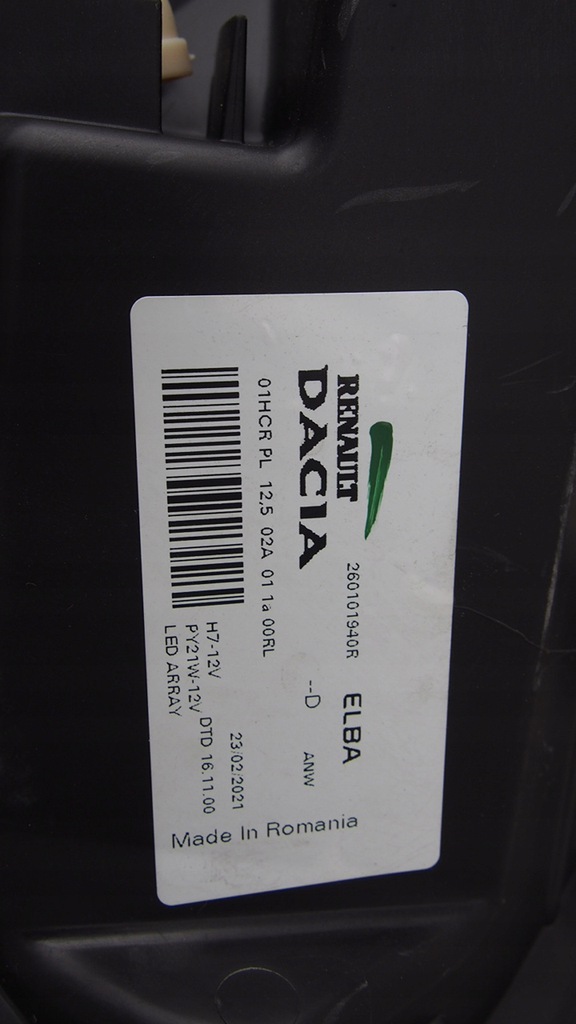 RENAULT
DACIA
260101940R ELBA
--D ANW
01HCR PL 12,5 02A 01 1a 00RL
H7-12V
PY21W-12V
LED ARRAY
23/02/2021
DTD 16.11.00
Made In Romania